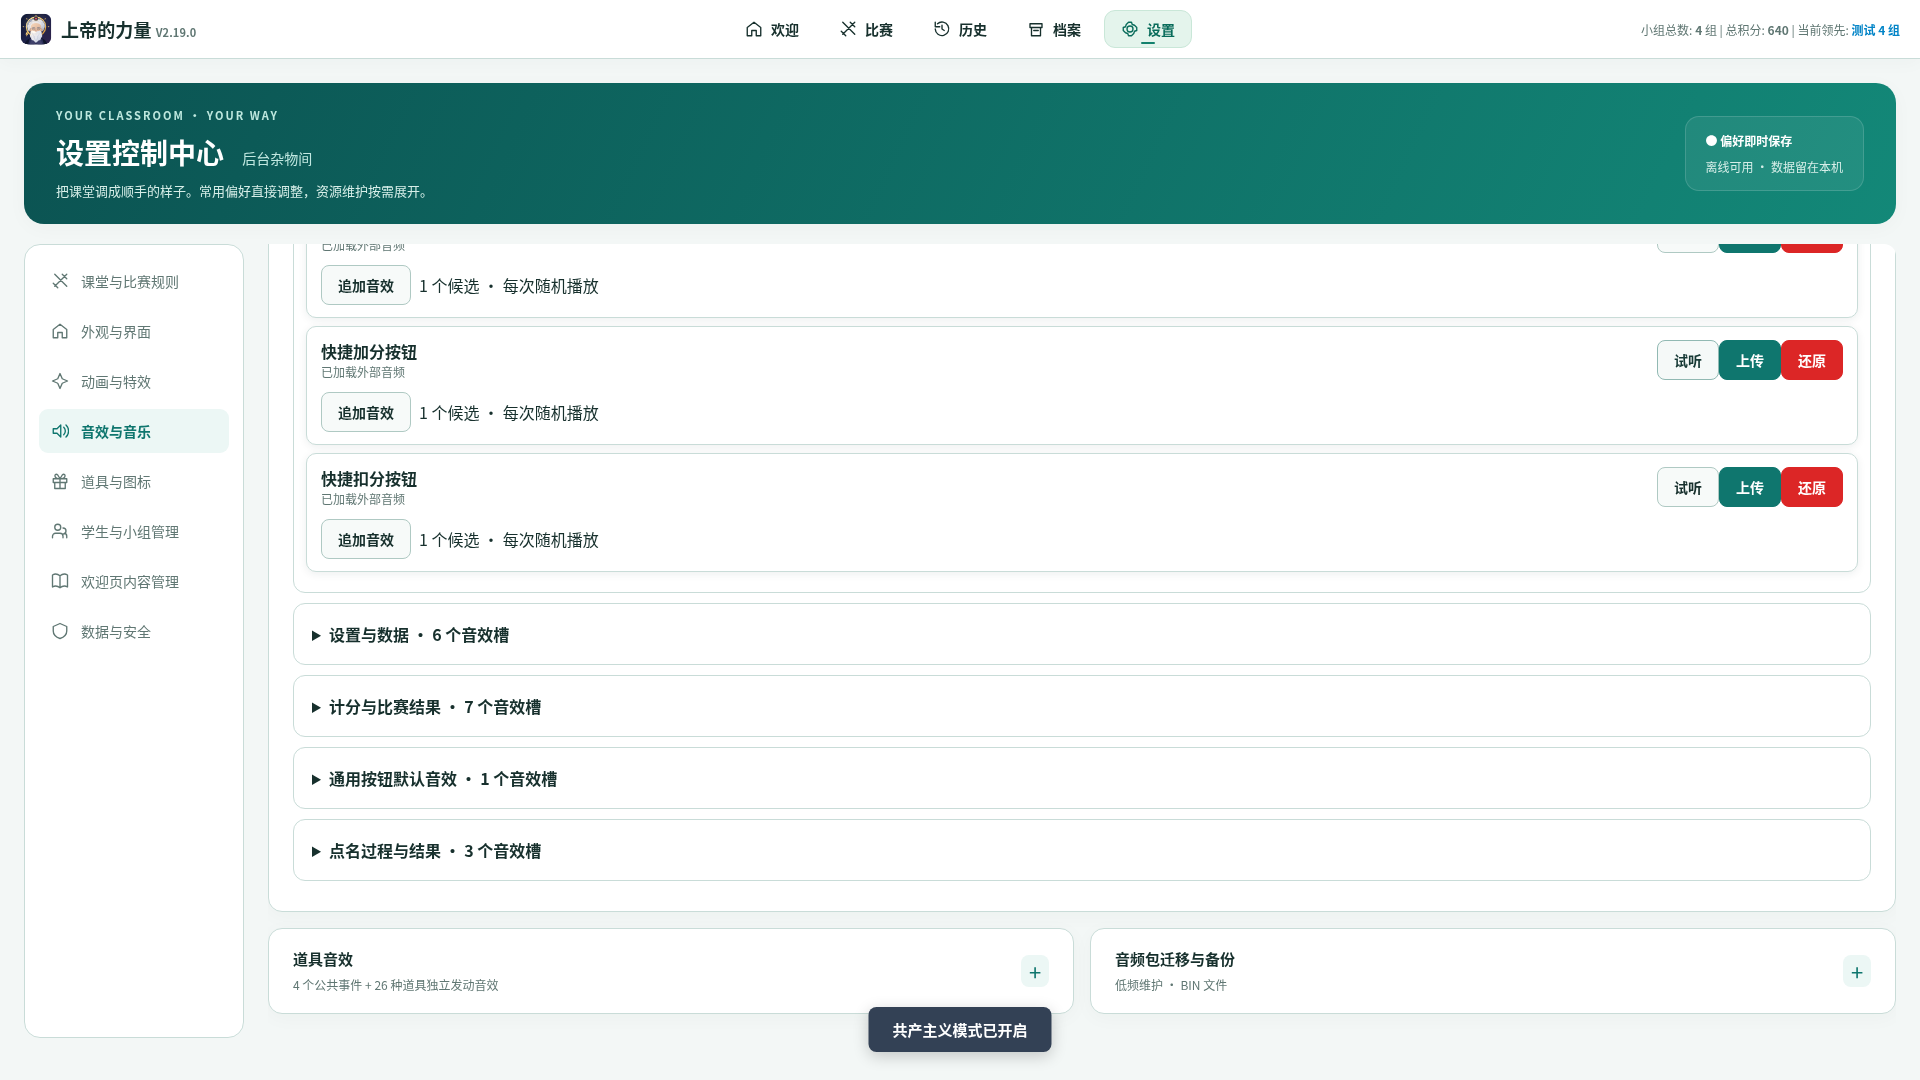 上帝的力量 V2.19.0
欢迎
比赛
历史
档案
设置
小组总数: 4 组 | 总积分: 640 | 当前领先: 测试 4 组
YOUR CLASSROOM · YOUR WAY
设置控制中心 后台杂物间
把课堂调成顺手的样子。常用偏好直接调整，资源维护按需展开。
偏好即时保存
离线可用 · 数据留在本机
课堂与比赛规则
外观与界面
动画与特效
音效与音乐
道具与图标
学生与小组管理
欢迎页内容管理
数据与安全
已加载外部音频
追加音效 1 个候选 · 每次随机播放
快捷加分按钮
已加载外部音频
试听 上传 还原
追加音效 1 个候选 · 每次随机播放
快捷扣分按钮
已加载外部音频
试听 上传 还原
追加音效 1 个候选 · 每次随机播放
设置与数据 · 6 个音效槽
计分与比赛结果 · 7 个音效槽
通用按钮默认音效 · 1 个音效槽
点名过程与结果 · 3 个音效槽
道具音效
4 个公共事件 + 26 种道具独立发动音效
+
音频包迁移与备份
低频维护 · BIN 文件
+
共产主义模式已开启